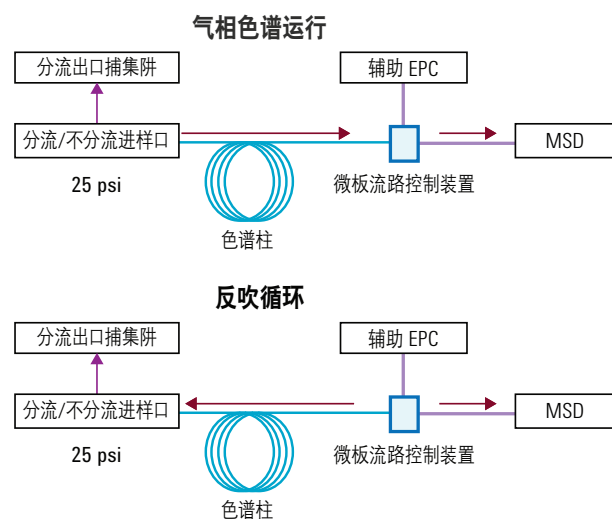 气相色谱运行
分流出口捕集阱
辅助 EPC
分流/不分流进样口
MSD
25 psi
微板流路控制装置
色谱柱
反吹循环
分流出口捕集阱
辅助 EPC
分流/不分流进样口
MSD
25 psi
微板流路控制装置
色谱柱